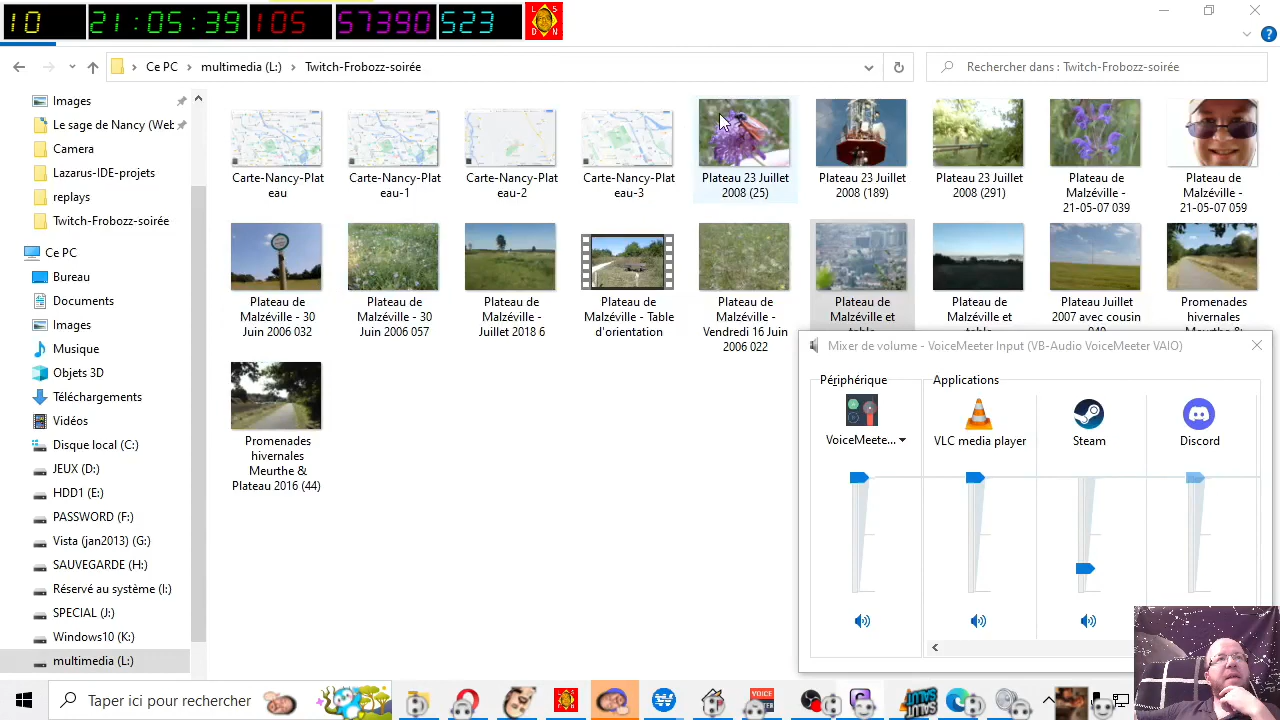 10 21:05:39 105 57390 523
Ce PC multimedia (L:) Twitch-Frobozz-soirée
Rechercher dans : Twitch-Frobozz-soirée
Images
Le sage de Nancy (Web
Camera
Lazarus-IDE-projets
replays
Twitch-Frobozz-soirée
Ce PC
Bureau
Documents
Images
Musique
Objets 3D
Téléchargements
Vidéos
Disque local (C:)
JEUX (D:)
HDD1 (E:)
PASSWORD (F:)
Vista (jan2013) (G:)
SAUVEGARDE (H:)
Réservé au système (I:)
SPECIAL (J:)
Windows10 (K:)
multimedia (L:)
Carte-Nancy-Plat
eau
Carte-Nancy-Plat
eau-1
Carte-Nancy-Plat
eau-2
Carte-Nancy-Plat
eau-3
Plateau 23 Juillet
2008 (25)
Plateau 23 Juillet
2008 (189)
Plateau 23 Juillet
2008 (291)
Plateau de
Malzéville -
21-05-07 039
Plateau de
Malzéville -
21-05-07 059
Plateau de
Malzéville - 30
Juin 2006 032
Plateau de
Malzéville - 30
Juin 2006 057
Plateau de
Malzéville -
Juillet 2018 6
Plateau de
Malzéville - Table
d'orientation
Plateau de
Malzéville -
Vendredi 16 Juin
2006 022
Plateau de
Malzéville et
Plateau de
Malzéville et
Plateau Juillet
2007 avec cousin
Promenades
hivernales
Promenades
hivernales
Meurthe &
Plateau 2016 (44)
Mixer de volume - VoiceMeeter Input (VB-Audio VoiceMeeter VAIO)
Périphérique
Applications
VoiceMeete...
VLC media player
Steam
Discord
Taper ici pour rechercher